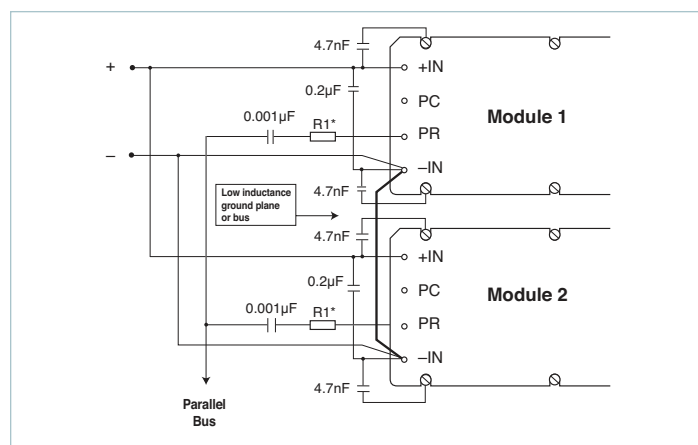 4.7nF
+
+IN
0.2µF
PC
Module 1
0.001µF
R1*
PR
–
–IN
Low inductance
ground plane
or bus
4.7nF
4.7nF
+IN
0.2µF
PC
Module 2
0.001µF
R1*
PR
–IN
4.7nF
Parallel
Bus